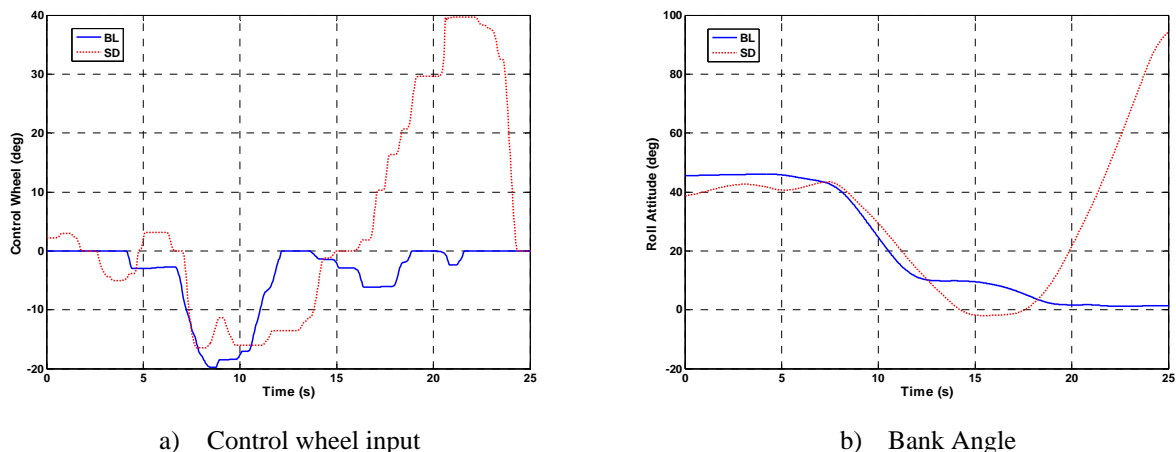 40
30
20
10
0
-10
-20
0
5
10
15
20
25
Time (s)
Control Wheel (deg)
BL
SD
a) Control wheel input
100
80
60
40
20
0
-20
0
5
10
15
20
25
Time (s)
Roll Attitude (deg)
BL
SD
b) Bank Angle